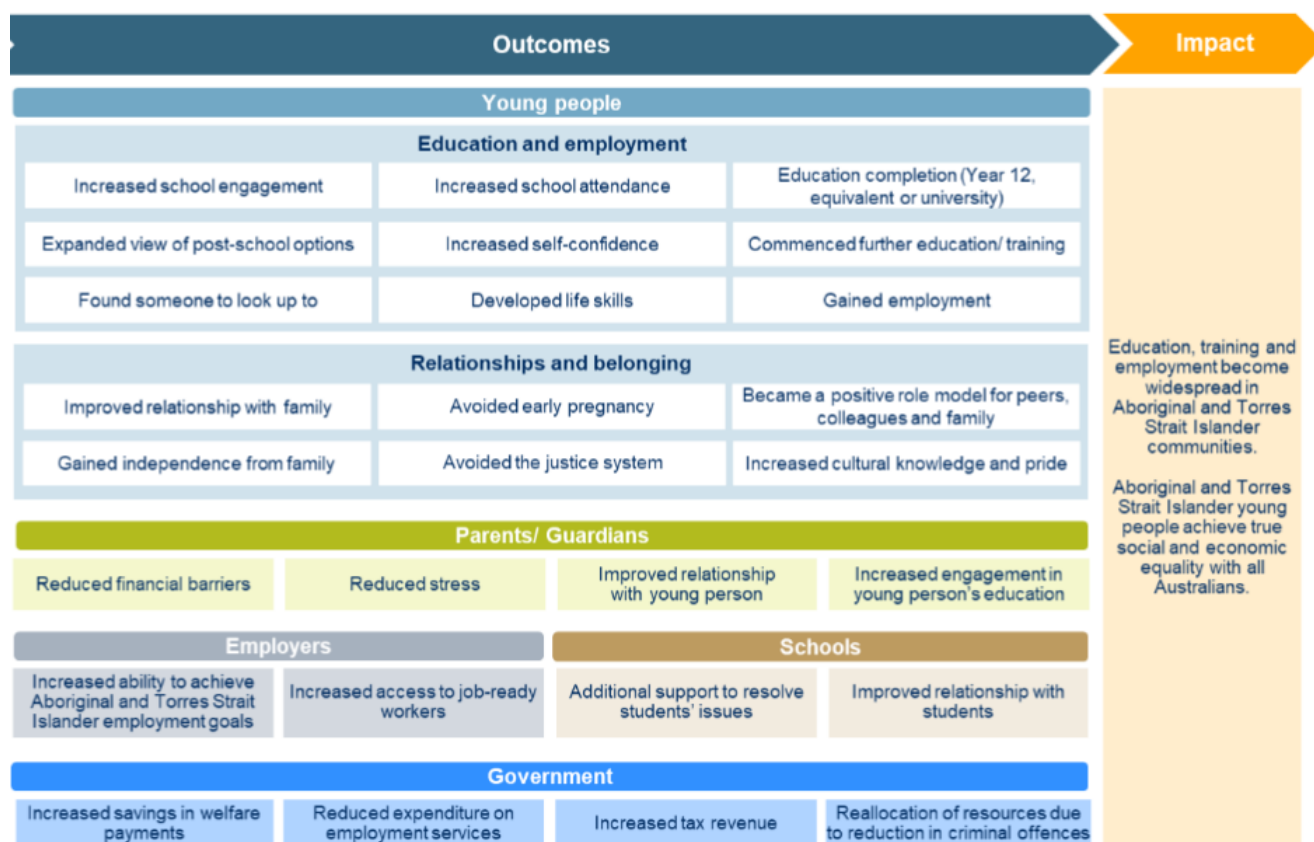 Outcomes
Impact
Young people
Education and employment
Increased school engagement
Increased school attendance
Education completion (Year 12,
equivalent or university)
Expanded view of post-school options
Increased self-confidence
Commenced further education/ training
Found someone to look up to
Developed life skills
Gained employment
Relationships and belonging
Improved relationship with family
Avoided early pregnancy
Became a positive role model for peers,
colleagues and family
Gained independence from family
Avoided the justice system
Increased cultural knowledge and pride
Parents/ Guardians
Reduced financial barriers
Reduced stress
Improved relationship
with young person
Increased engagement in
young person's education
Employers
Increased ability to achieve
Aboriginal and Torres Strait
Islander employment goals
Increased access to job-ready
workers
Schools
Additional support to resolve
students' issues
Improved relationship with
students
Government
Increased savings in welfare
payments
Reduced expenditure on
employment services
Increased tax revenue
Reallocation of resources due
to reduction in criminal offences
Education, training and
employment become
widespread in
Aboriginal and Torres
Strait Islander
communities.
Aboriginal and Torres
Strait Islander young
people achieve true
social and economic
equality with all
Australians.